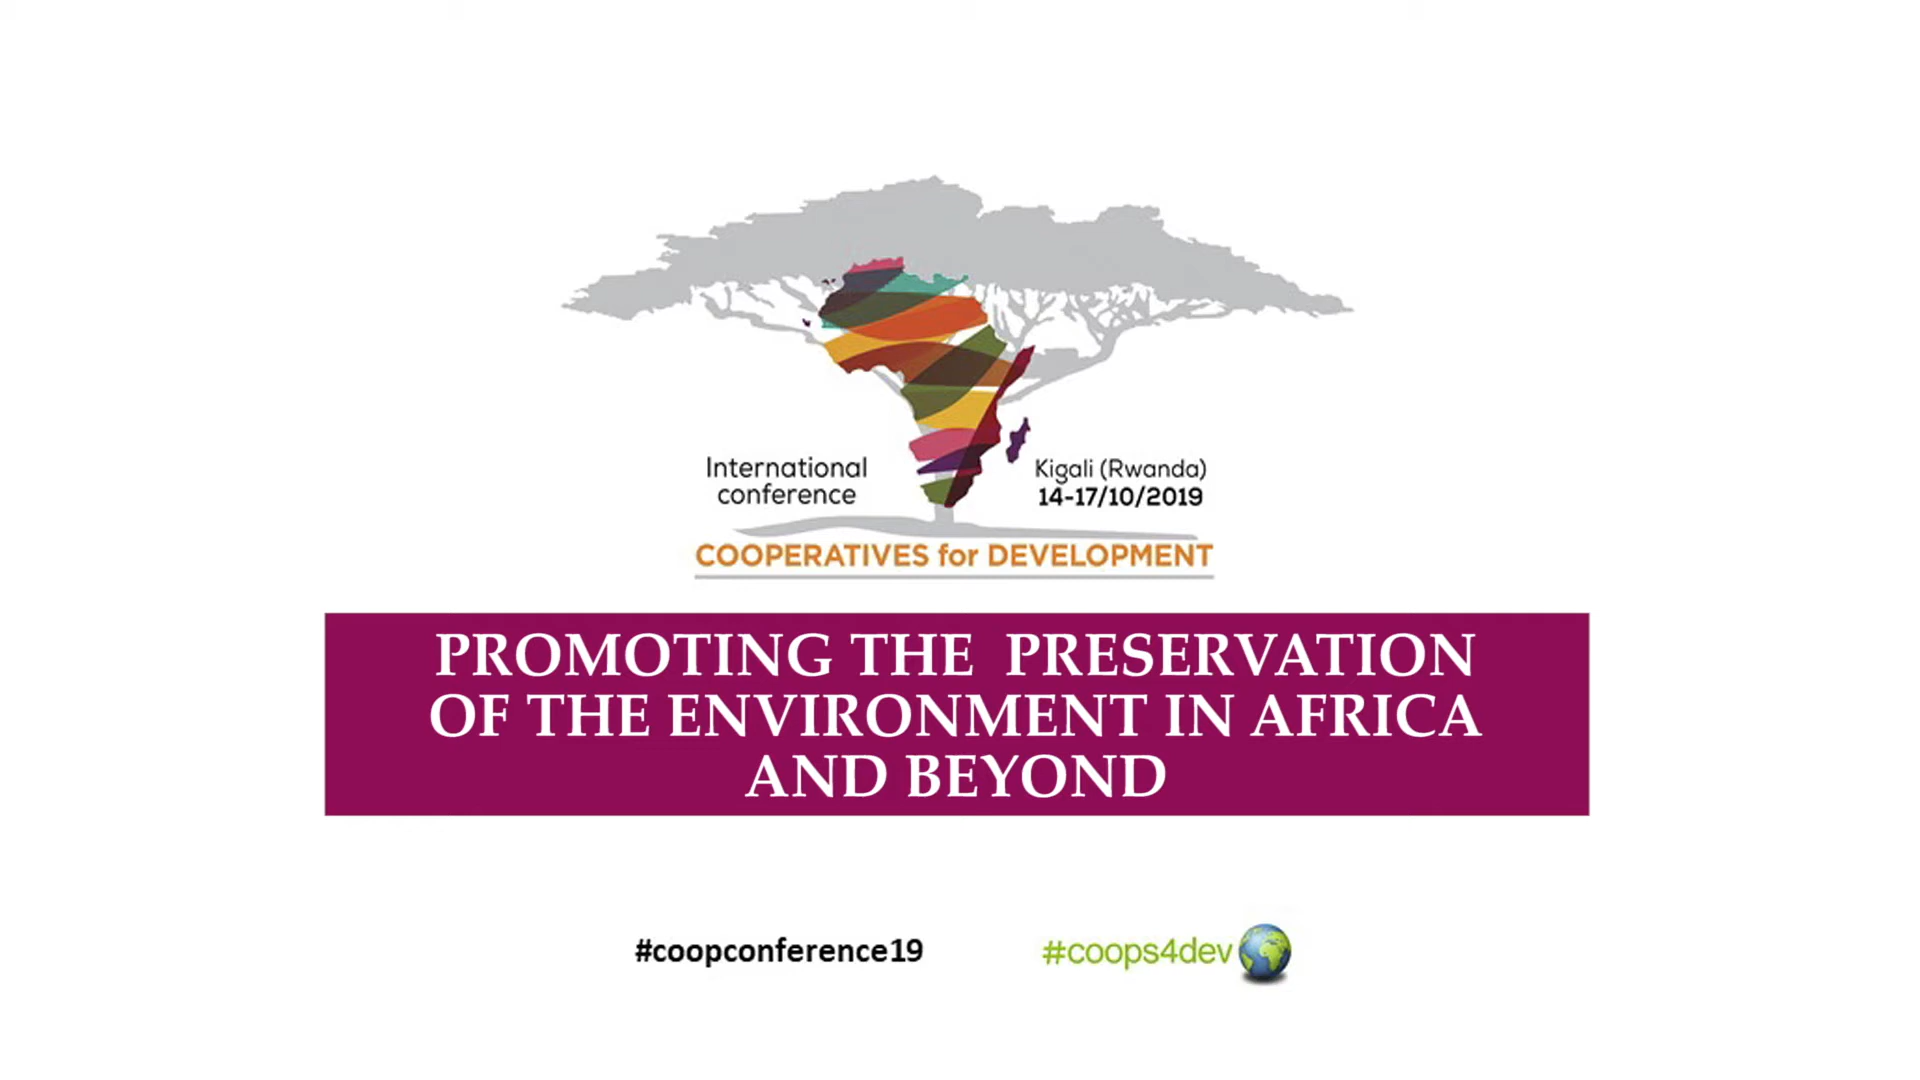 International
conference
Kigali (Rwanda)
14-17/10/2019
COOPERATIVES for DEVELOPMENT
PROMOTING THE PRESERVATION
OF THE ENVIRONMENT IN AFRICA
AND BEYOND
#coopconference19
#coops4dev